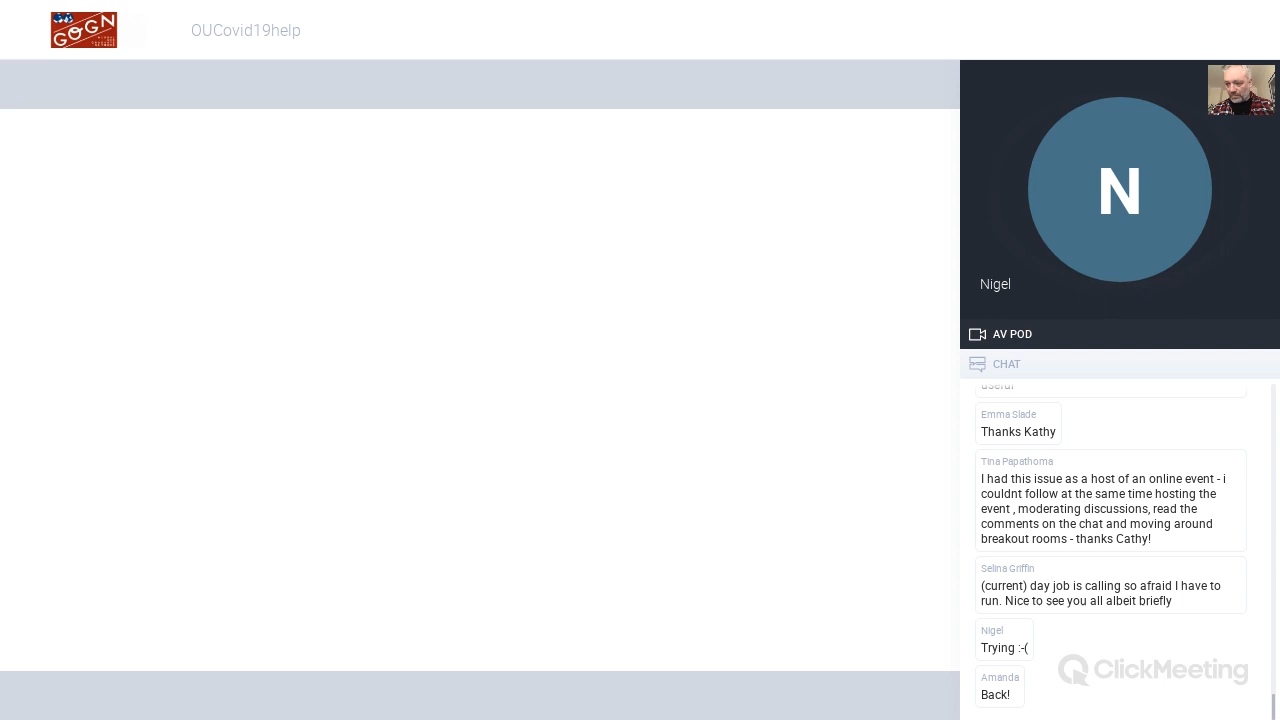 GOGN
OUCovid19help
N
Nigel
AV POD
CHAT
useful
Emma Slade
Thanks Kathy
Tina Papathoma
I had this issue as a host of an online event - i
couldnt follow at the same time hosting the
event , moderating discussions, read the
comments on the chat and moving around
breakout rooms - thanks Cathy!
Selina Griffin
(current) day job is calling so afraid I have to
run. Nice to see you all albeit briefly
Nigel
Trying :-(
ClickMeeting
Amanda
Back!